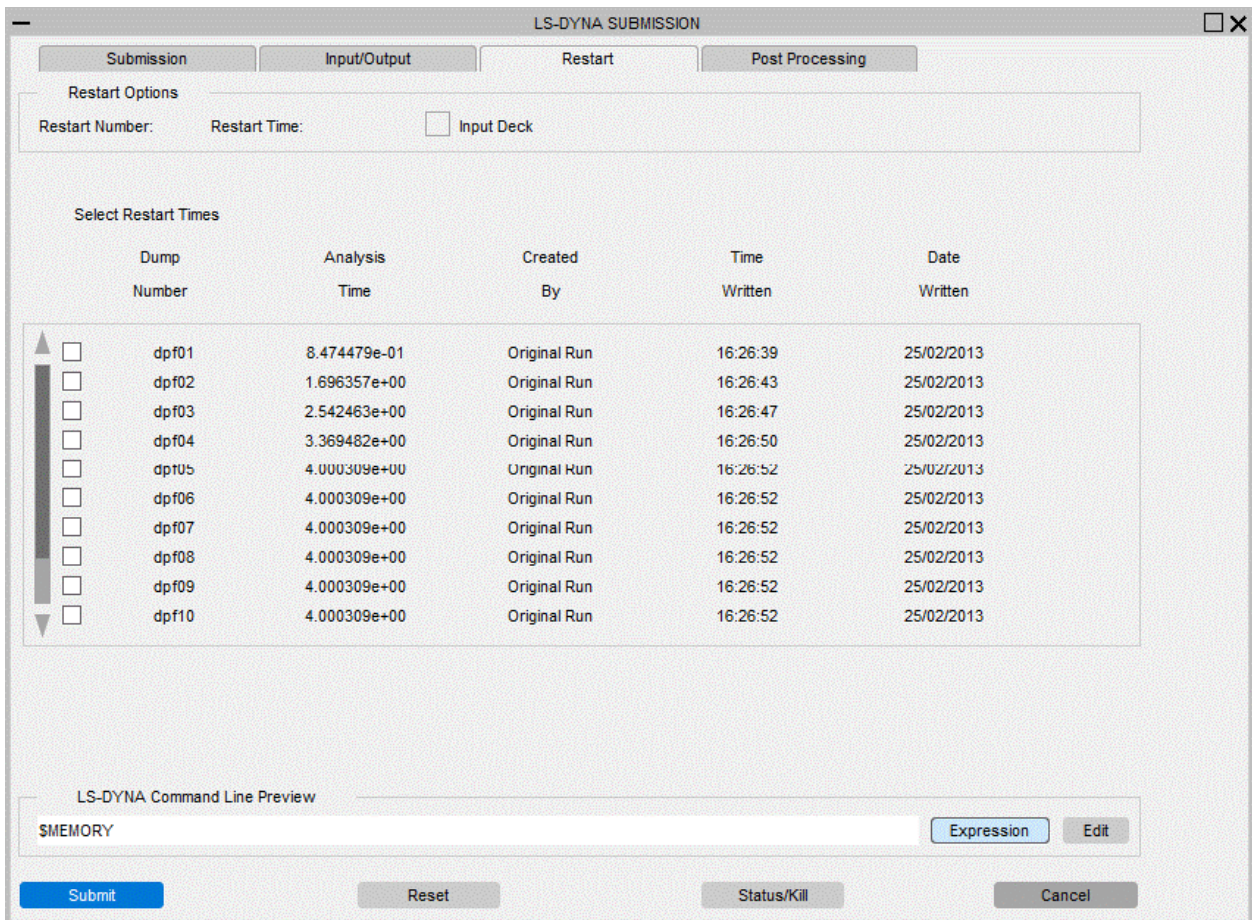 LS-DYNA SUBMISSION
Submission Input/Output Restart Post Processing
Restart Options
Restart Number: Restart Time: Input Deck
Select Restart Times
Dump Analysis Created Time Date
Number Time By Written Written
dpf01 8.474479e-01 Original Run 16:26:39 25/02/2013
dpf02 1.696357e+00 Original Run 16:26:43 25/02/2013
dpf03 2.542463e+00 Original Run 16:26:47 25/02/2013
dpf04 3.369482e+00 Original Run 16:26:50 25/02/2013
dpf05 4.000309e+00 Original Run 16:26:52 25/02/2013
dpf06 4.000309e+00 Original Run 16:26:52 25/02/2013
dpf07 4.000309e+00 Original Run 16:26:52 25/02/2013
dpf08 4.000309e+00 Original Run 16:26:52 25/02/2013
dpf09 4.000309e+00 Original Run 16:26:52 25/02/2013
dpf10 4.000309e+00 Original Run 16:26:52 25/02/2013
LS-DYNA Command Line Preview
$MEMORY Expression Edit
Submit Reset Status/Kill Cancel